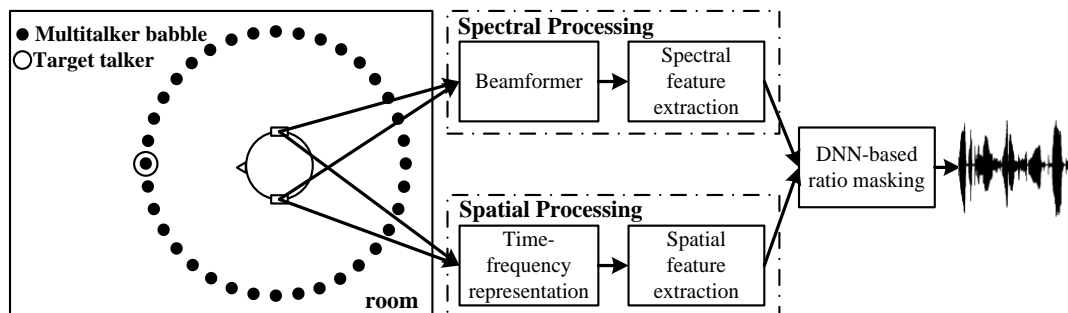 Multitalker babble
Target talker
room
Spectral Processing
Beamformer
Spectral
feature
extraction
Spatial Processing
Time-
frequency
representation
Spatial
feature
extraction
DNN-based
ratio masking